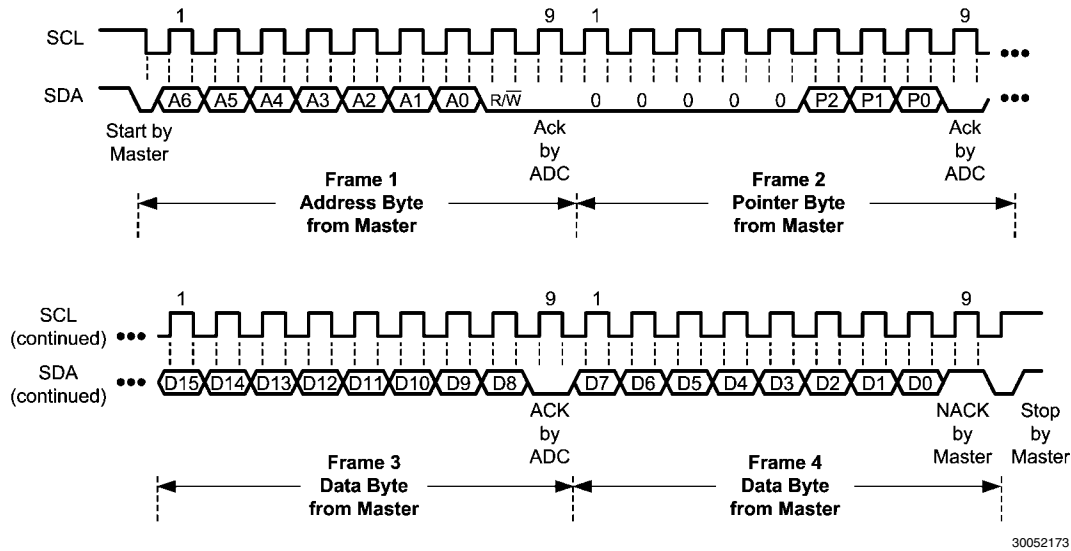 1 9 1 9
SCL
SDA A6 A5 A4 A3 A2 A1 A0 R/W̅ 0 0 0 0 0 P2 P1 P0
Start by Master
Ack by ADC
Ack by ADC
Frame 1
Address Byte
from Master
Frame 2
Pointer Byte
from Master
1 9 1 9
SCL
(continued)
SDA
(continued)
D15 D14 D13 D12 D11 D10 D9 D8 D7 D6 D5 D4 D3 D2 D1 D0
ACK by ADC
NACK by Master
Stop by Master
Frame 3
Data Byte
from Master
Frame 4
Data Byte
from Master
30052173